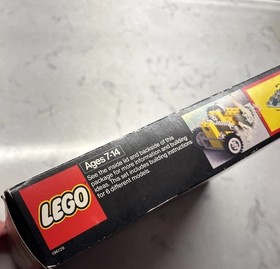 LEGO
Ages 7-14
See the inside lid and backside of this
package for more information and building
ideas. This set includes building instructions
for 6 different models.